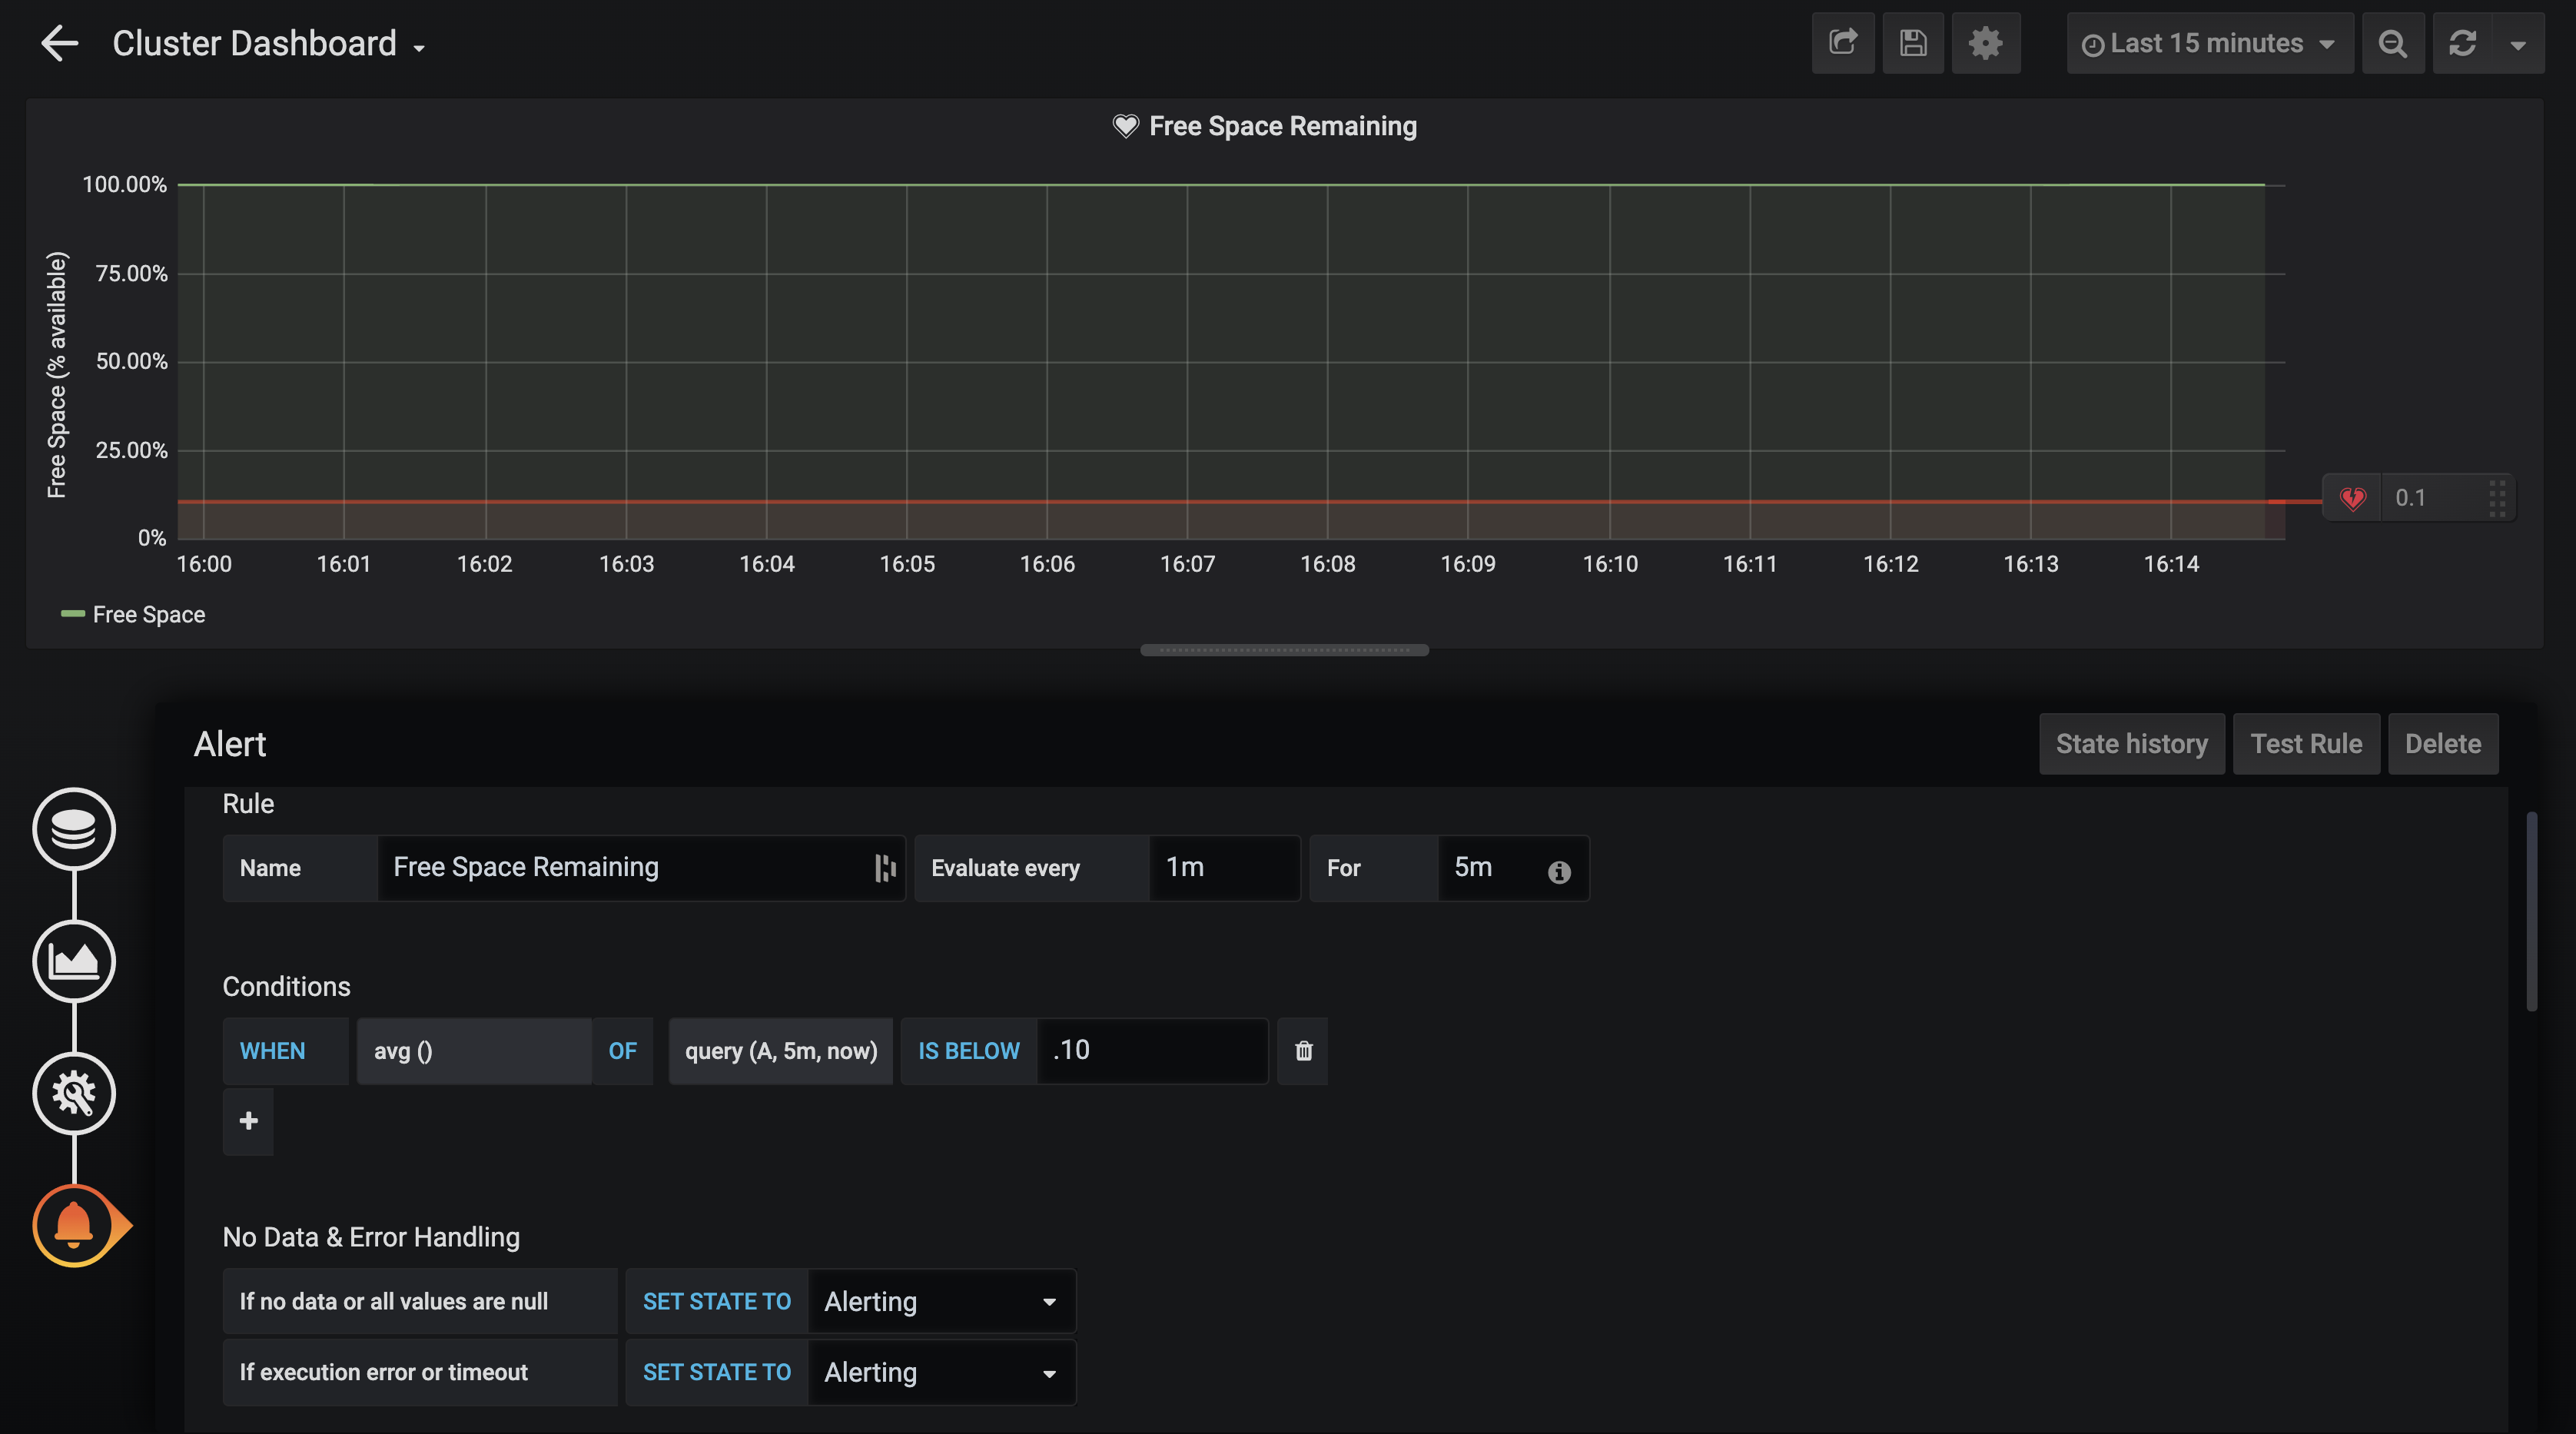 Cluster Dashboard
Last 15 minutes
Free Space Remaining
Free Space (% available)
100.00%
75.00%
50.00%
25.00%
0%
0.1
16:00 16:01 16:02 16:03 16:04 16:05 16:06 16:07 16:08 16:09 16:10 16:11 16:12 16:13 16:14
Free Space
Alert
State history Test Rule Delete
Rule
Name Free Space Remaining Evaluate every 1m For 5m
Conditions
WHEN avg () OF query (A, 5m, now) IS BELOW .10
No Data & Error Handling
If no data or all values are null SET STATE TO Alerting
If execution error or timeout SET STATE TO Alerting